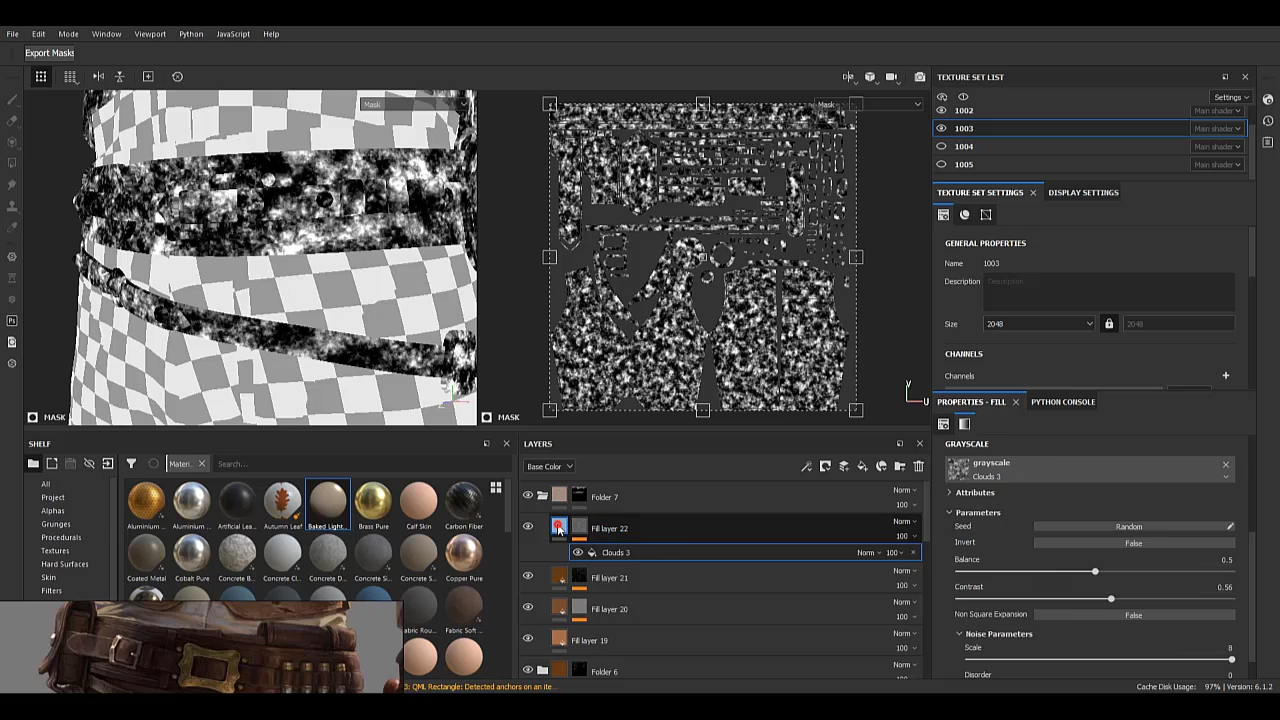 File Edit Mode Window Viewport Python JavaScript Help
Export Masks
TEXTURE SET LIST
Settings
Mask
Mask
1002 Main shader
1003 Main shader
1004 Main shader
1005 Main shader
TEXTURE SET SETTINGS DISPLAY SETTINGS
GENERAL PROPERTIES
Name 1003
Description Description
Size 2048 2048
CHANNELS
Channels
V
U
MASK
MASK
PROPERTIES - FILL PYTHON CONSOLE
GRAYSCALE
grayscale
Clouds 3
Attributes
Parameters
Seed Random
Invert False
Balance 0.5
Contrast 0.56
Non Square Expansion False
Noise Parameters
Scale 8
Disorder 0
SHELF
Materi... Search...
All
Project
Alphas
Grunges
Procedurals
Textures
Hard Surfaces
Skin
Filters
Aluminium ... Aluminium ... Artificial Lea... Autumn Leaf Baked Light... Brass Pure Calf Skin Carbon Fiber
Coated Metal Cobalt Pure Concrete B... Concrete Cl... Concrete D... Concrete Si... Concrete S... Copper Pure
Fabric Rou... Fabric Soft ...
LAYERS
Base Color
Folder 7 Norm 100
Fill layer 22 Norm 100
Clouds 3 Norm 100
Fill layer 21 Norm 100
Fill layer 20 Norm 100
Fill layer 19 Norm 100
Folder 6 Norm 100
QML Rectangle: Detected anchors on an ite...
Cache Disk Usage: 97% | Version: 6.1.2